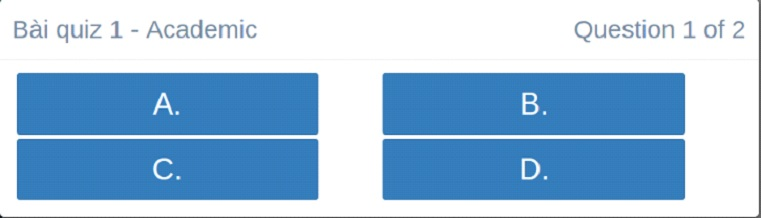 Bài quiz 1 - Academic Question 1 of 2
A. B.
C. D.